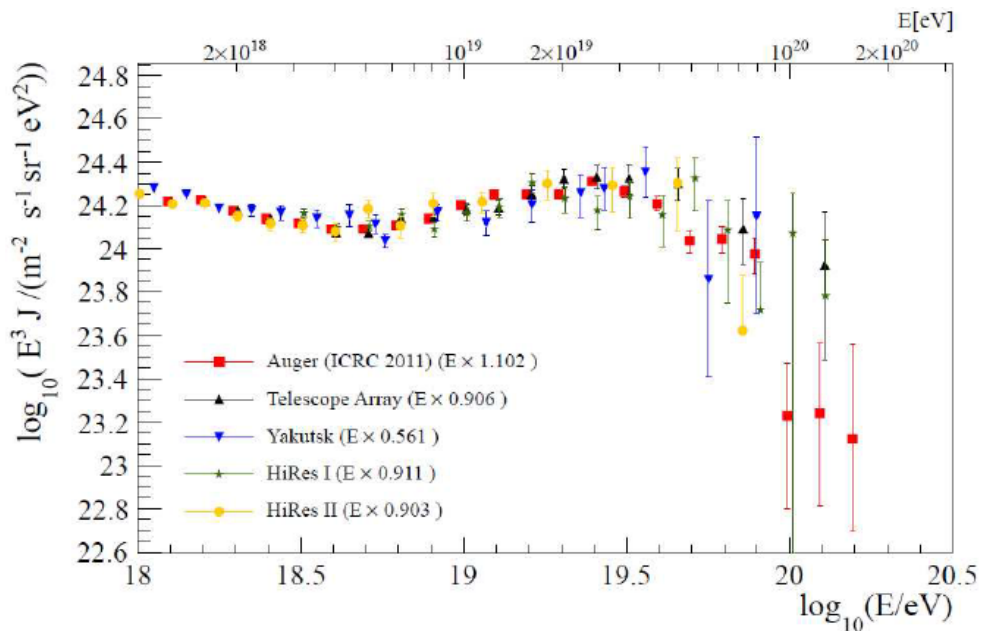 E[eV]
2×10¹⁸ 10¹⁹ 2×10¹⁹ 10²⁰ 2×10²⁰
log₁₀( E³ J /(m⁻² s⁻¹ sr⁻¹ eV²))
24.8
24.6
24.4
24.2
24
23.8
23.6
23.4
23.2
23
22.8
22.6
Auger (ICRC 2011) (E × 1.102 )
Telescope Array (E × 0.906 )
Yakutsk (E × 0.561 )
HiRes I (E × 0.911 )
HiRes II (E × 0.903 )
18 18.5 19 19.5 20 20.5
log₁₀(E/eV)